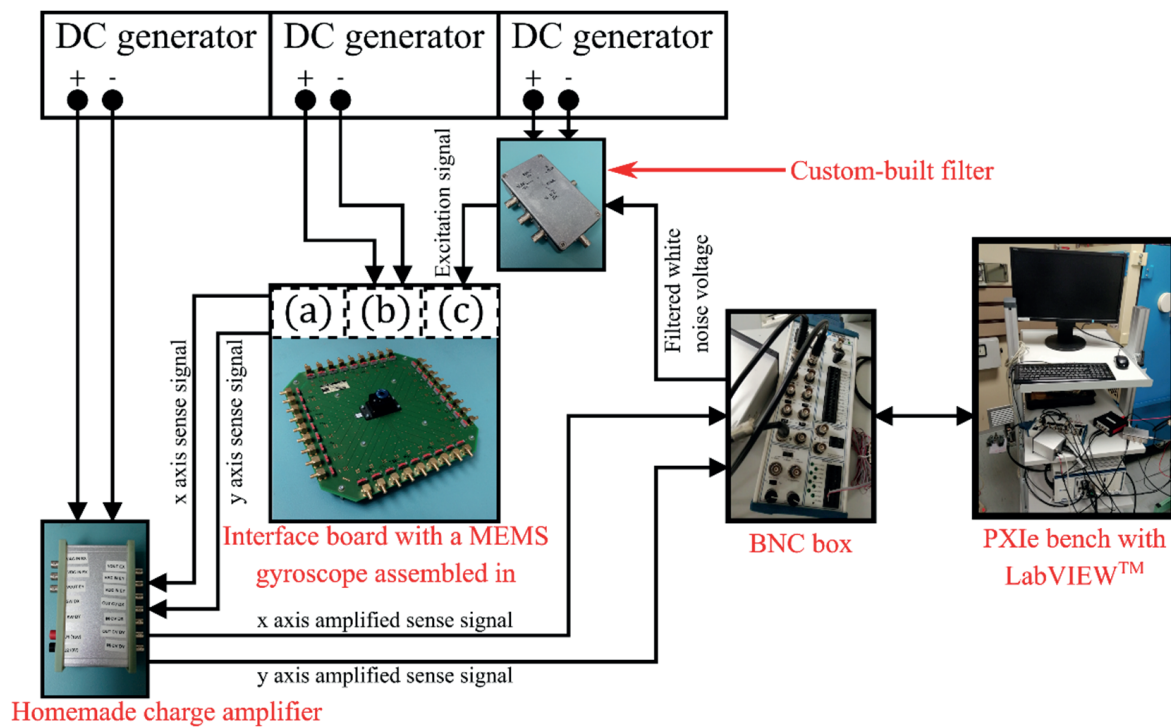 DC generator
DC generator
DC generator
+ -
+ -
+ -
Custom-built filter
Excitation signal
Filtered white
noise voltage
(a)
(b)
(c)
x axis sense signal
y axis sense signal
Interface board with a MEMS
gyroscope assembled in
BNC box
PXIe bench with
LabVIEW™
x axis amplified sense signal
y axis amplified sense signal
Homemade charge amplifier